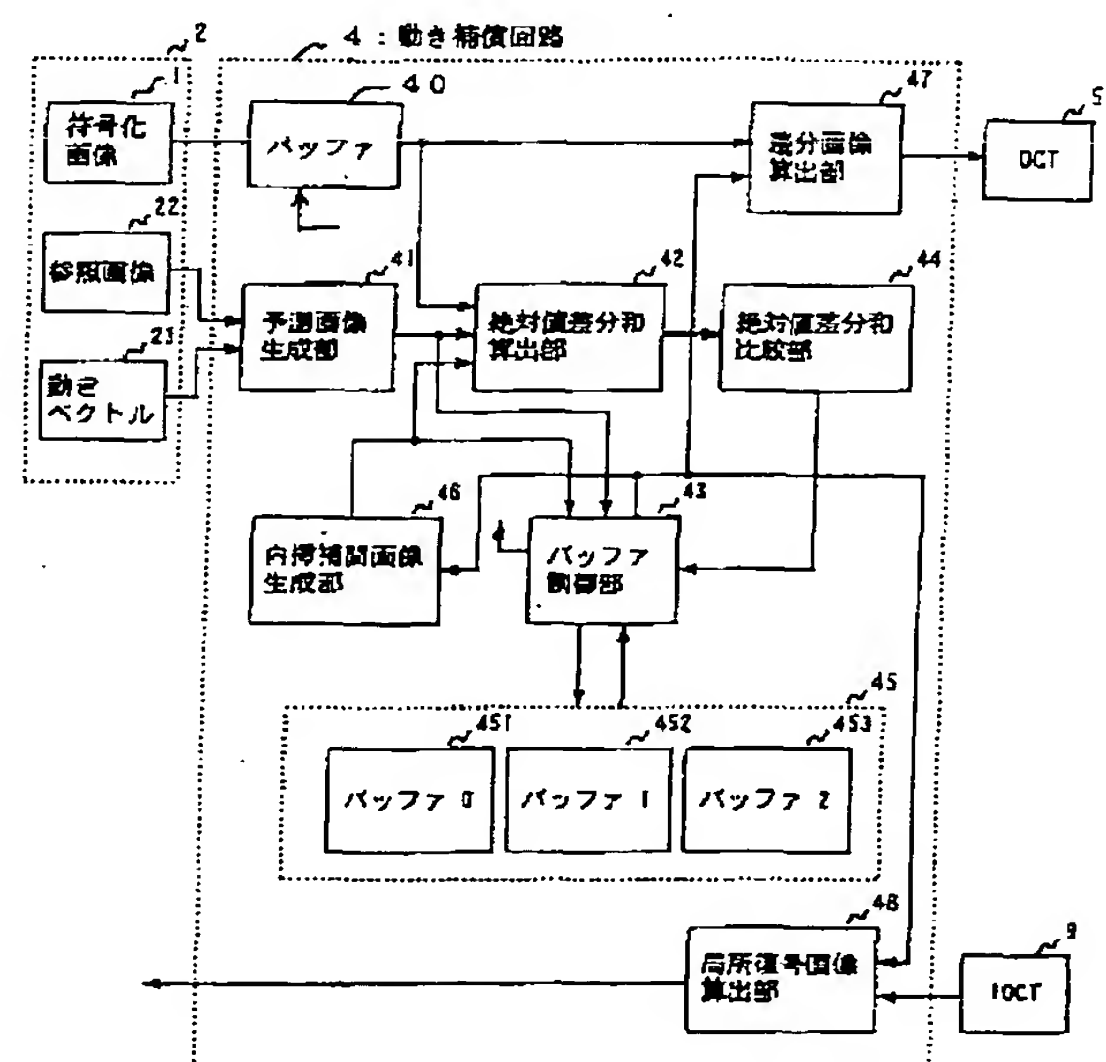 2
4：動き補償回路
1
符号化
画像
40
バッファ
47
差分画像
算出部
5
DCT
22
参照画像
41
予測画像
生成部
42
絶対値差分和
算出部
44
絶対値差分和
比較部
21
動き
ベクトル
46
内挿補間画像
生成部
43
バッファ
制御部
45
451
バッファ 0
452
バッファ 1
453
バッファ 2
48
局所復号画像
算出部
9
IDCT